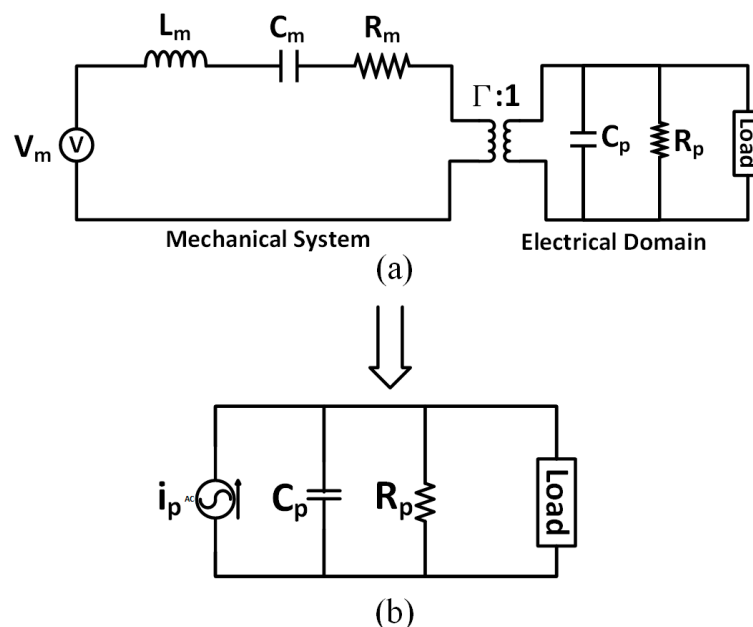 Lm
Cm
Rm
Γ:1
Vm
V
Cp
Rp
Load
Mechanical System
Electrical Domain
(a)
ip
AC
Cp
Rp
Load
(b)